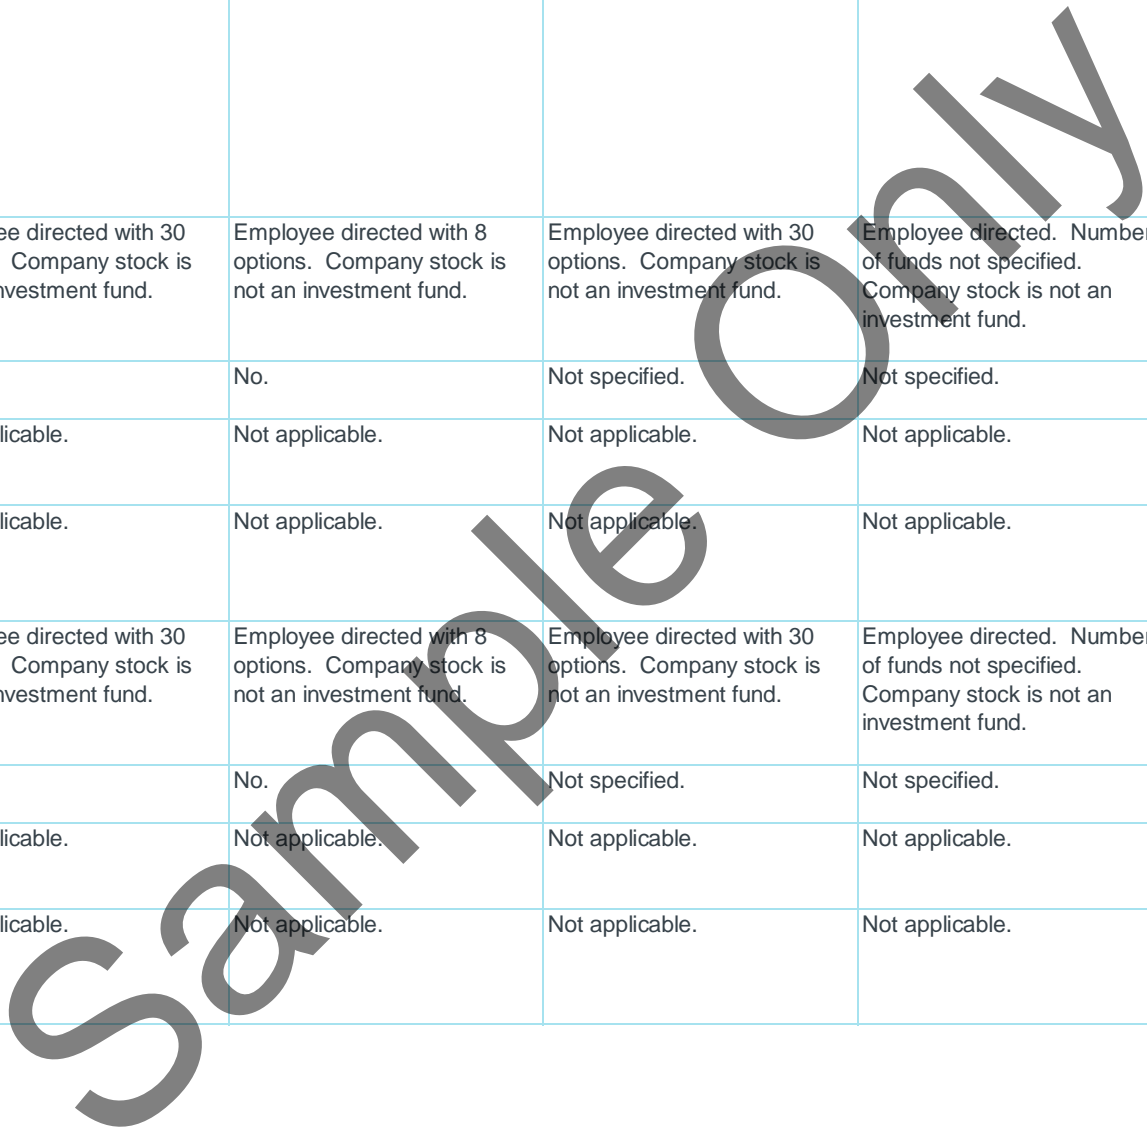 ee directed with 30
Company stock is
nvestment fund.
Employee directed with 8
options.  Company stock is
not an investment fund.
Employee directed with 30
options.  Company stock is
not an investment fund.
Employee directed.  Number
of funds not specified.
Company stock is not an
investment fund.
No.
Not specified.
Not specified.
licable.
Not applicable.
Not applicable.
Not applicable.
licable.
Not applicable.
Not applicable.
Not applicable.
ee directed with 30
Company stock is
nvestment fund.
Employee directed with 8
options.  Company stock is
not an investment fund.
Employee directed with 30
options.  Company stock is
not an investment fund.
Employee directed.  Number
of funds not specified.
Company stock is not an
investment fund.
No.
Not specified.
Not specified.
licable.
Not applicable.
Not applicable.
Not applicable.
licable.
Not applicable.
Not applicable.
Not applicable.
Sample Only